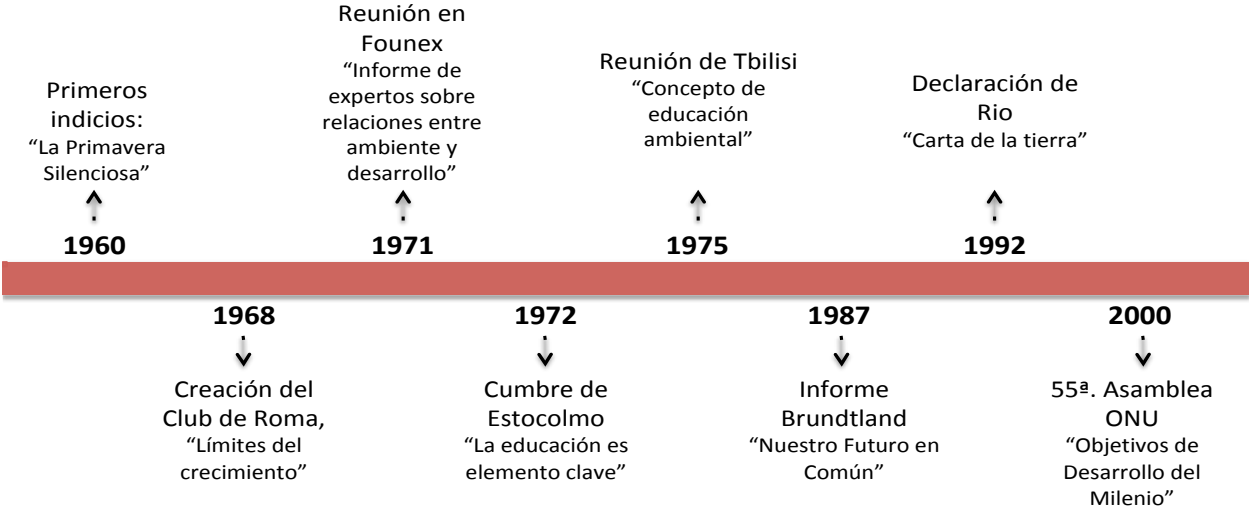 Primeros
indicios:
“La Primavera
Silenciosa”
1960
Reunión en
Founex
“Informe de
expertos sobre
relaciones entre
ambiente y
desarrollo”
1971
Reunión de Tbilisi
“Concepto de
educación
ambiental”
1975
Declaración de
Rio
“Carta de la tierra”
1992
1968
Creación del
Club de Roma,
“Límites del
crecimiento”
1972
Cumbre de
Estocolmo
“La educación es
elemento clave”
1987
Informe
Brundtland
“Nuestro Futuro en
Común”
2000
55ª. Asamblea
ONU
“Objetivos de
Desarrollo del
Milenio”